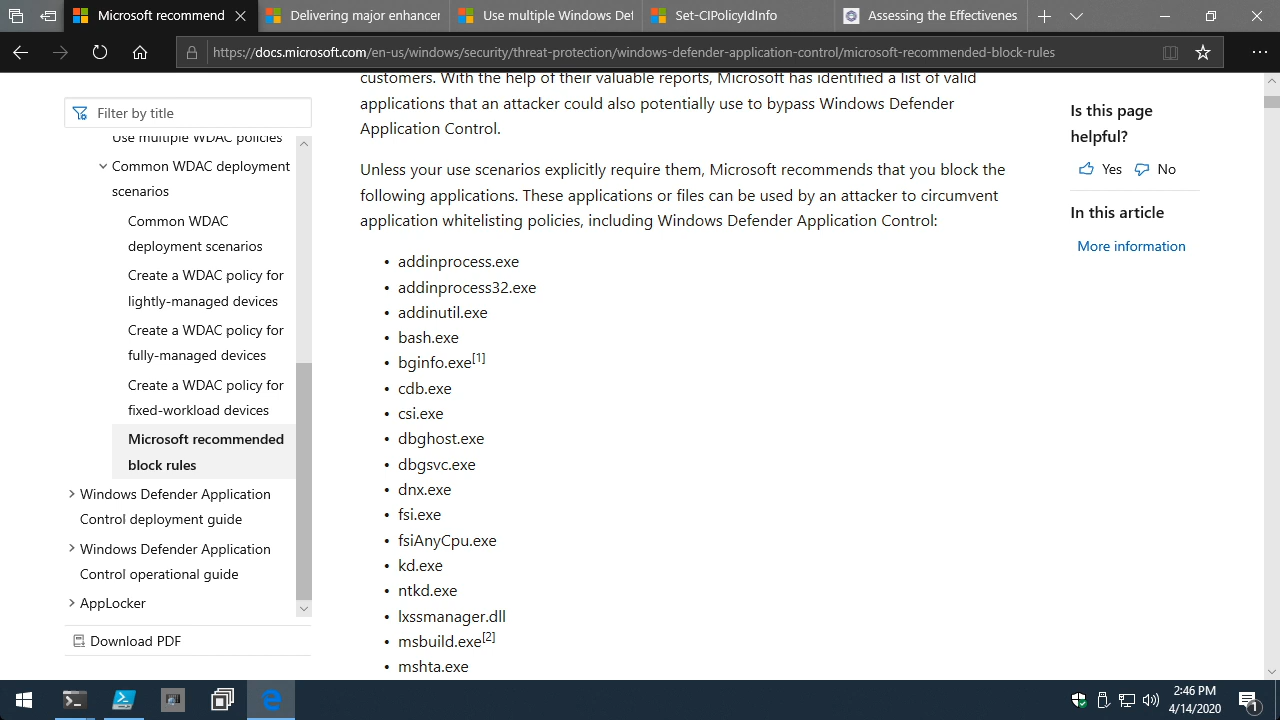 Microsoft recommend
Delivering major enhancer
Use multiple Windows Def
Set-CIPolicyIdInfo
Assessing the Effectivenes
https://docs.microsoft.com/en-us/windows/security/threat-protection/windows-defender-application-control/microsoft-recommended-block-rules
Filter by title
Use multiple WDAC policies
Common WDAC deployment
scenarios
Common WDAC
deployment scenarios
Create a WDAC policy for
lightly-managed devices
Create a WDAC policy for
fully-managed devices
Create a WDAC policy for
fixed-workload devices
Microsoft recommended
block rules
Windows Defender Application
Control deployment guide
Windows Defender Application
Control operational guide
AppLocker
Download PDF
customers. With the help of their valuable reports, Microsoft has identified a list of valid
applications that an attacker could also potentially use to bypass Windows Defender
Application Control.
Unless your use scenarios explicitly require them, Microsoft recommends that you block the
following applications. These applications or files can be used by an attacker to circumvent
application whitelisting policies, including Windows Defender Application Control:
• addinprocess.exe
• addinprocess32.exe
• addinutil.exe
• bash.exe
• bginfo.exe[1]
• cdb.exe
• csi.exe
• dbghost.exe
• dbgsvc.exe
• dnx.exe
• fsi.exe
• fsiAnyCpu.exe
• kd.exe
• ntkd.exe
• lxssmanager.dll
• msbuild.exe[2]
• mshta.exe
Is this page
helpful?
Yes No
In this article
More information
2:46 PM
4/14/2020
1